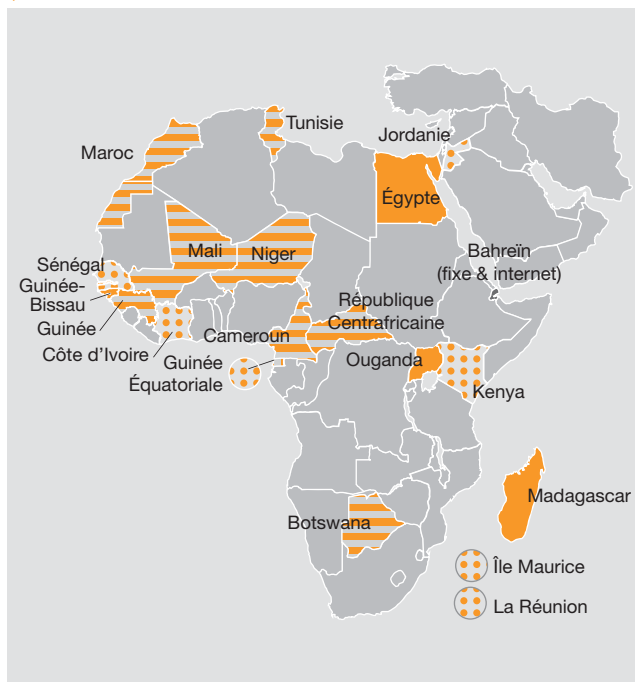 Tunisie
Jordanie
Maroc
Égypte
Mali
Niger
Bahreïn
(fixe & internet)
Sénégal
Guinée-
Bissau
Guinée
Côte d’Ivoire
Cameroun
République
Centrafricaine
Guinée
Équatoriale
Ouganda
Kenya
Madagascar
Botswana
Île Maurice
La Réunion